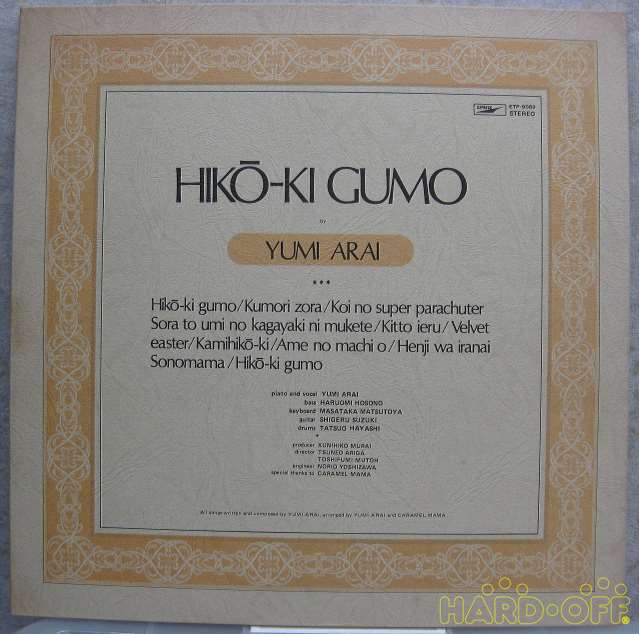 Express
ETP-9083
STEREO
HIKŌ-KI GUMO
by
YUMI ARAI
***
Hikō-ki gumo/Kumori zora/Koi no super parachuter
Sora to umi no kagayaki ni mukete/Kitto ieru/Velvet
easter/Kamihikō-ki/Ame no machi o/Henji wa iranai
Sonomama/Hikō-ki gumo
piano and vocal YUMI ARAI
bass HARUOMI HOSONO
keyboard MASATAKA MATSUTOYA
guitar SHIGERU SUZUKI
drums TATSUO HAYASHI
*
producer KUNIHIKO MURAI
director TSUNEO ARIGA
TOSHIFUMI MUTOH
engineer NORIO YOSHIZAWA
special thanks to CARAMEL MAMA
All songs written and composed by YUMI ARAI, arranged by YUMI ARAI and CARAMEL MAMA
HARD-OFF